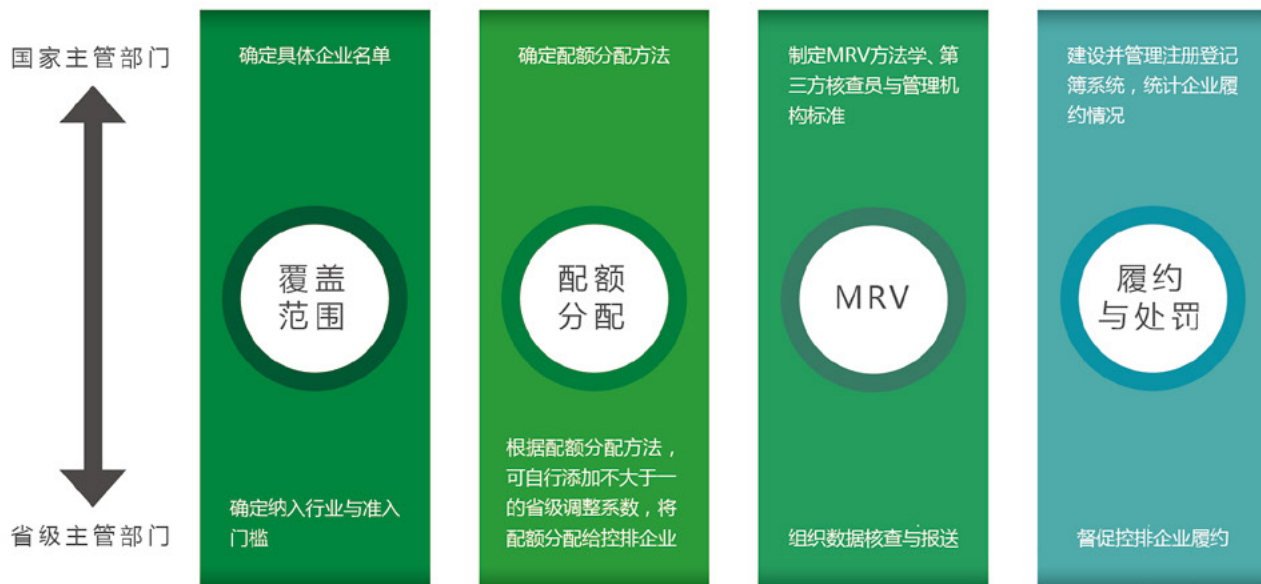 国家主管部门
确定具体企业名单
确定配额分配方法
制定MRV方法学、第
三方核查员与管理机
构标准
建设并管理注册登记
簿系统，统计企业履
约情况
覆盖
范围
配额
分配
MRV
履约
与处罚
省级主管部门
确定纳入行业与准入
门槛
根据配额分配方法，
可自行添加不大于一
的省级调整系数，将
配额分配给控排企业
组织数据核查与报送
督促控排企业履约